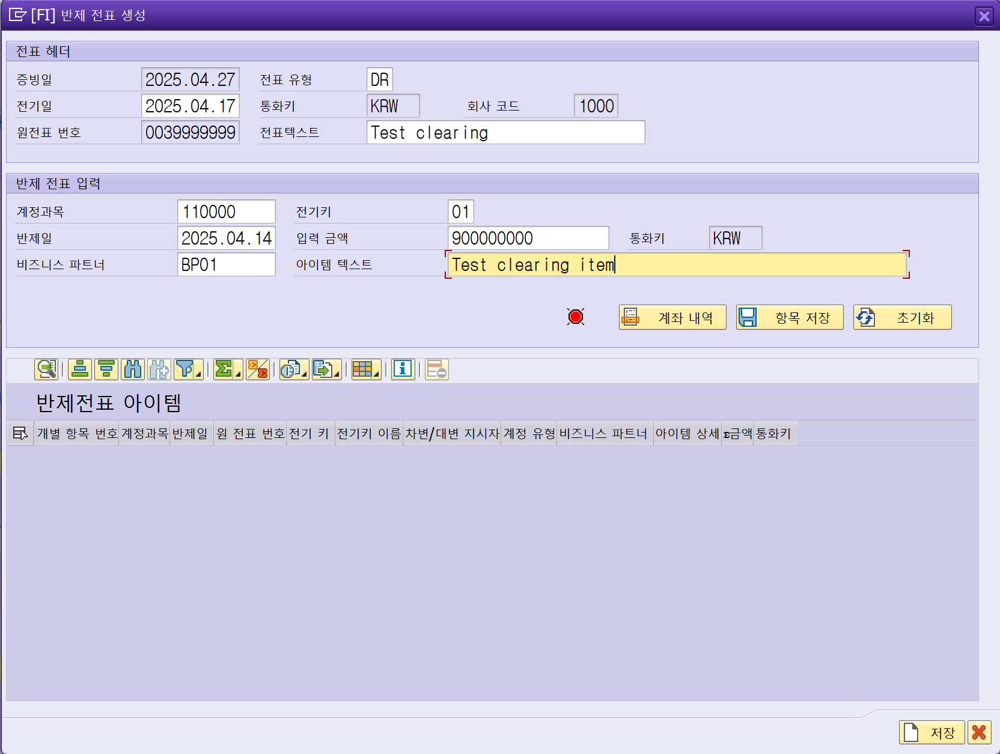 [FI] 반제 전표 생성
전표 헤더
증빙일 2025.04.27 전표 유형 DR
전기일 2025.04.17 통화키 KRW 회사 코드 1000
원전표 번호 0039999999 전표텍스트 Test clearing
반제 전표 입력
계정과목 110000 전기키 01
반제일 2025.04.14 입력 금액 900000000 통화키 KRW
비즈니스 파트너 BP01 아이템 텍스트 Test clearing item
계좌 내역 항목 저장 초기화
반제전표 아이템
개별 항목 번호 계정과목 반제일 원 전표 번호 전기 키 전기키 이름 차변/대변 지시자 계정 유형 비즈니스 파트너 아이템 상세 Σ금액 통화키
저장